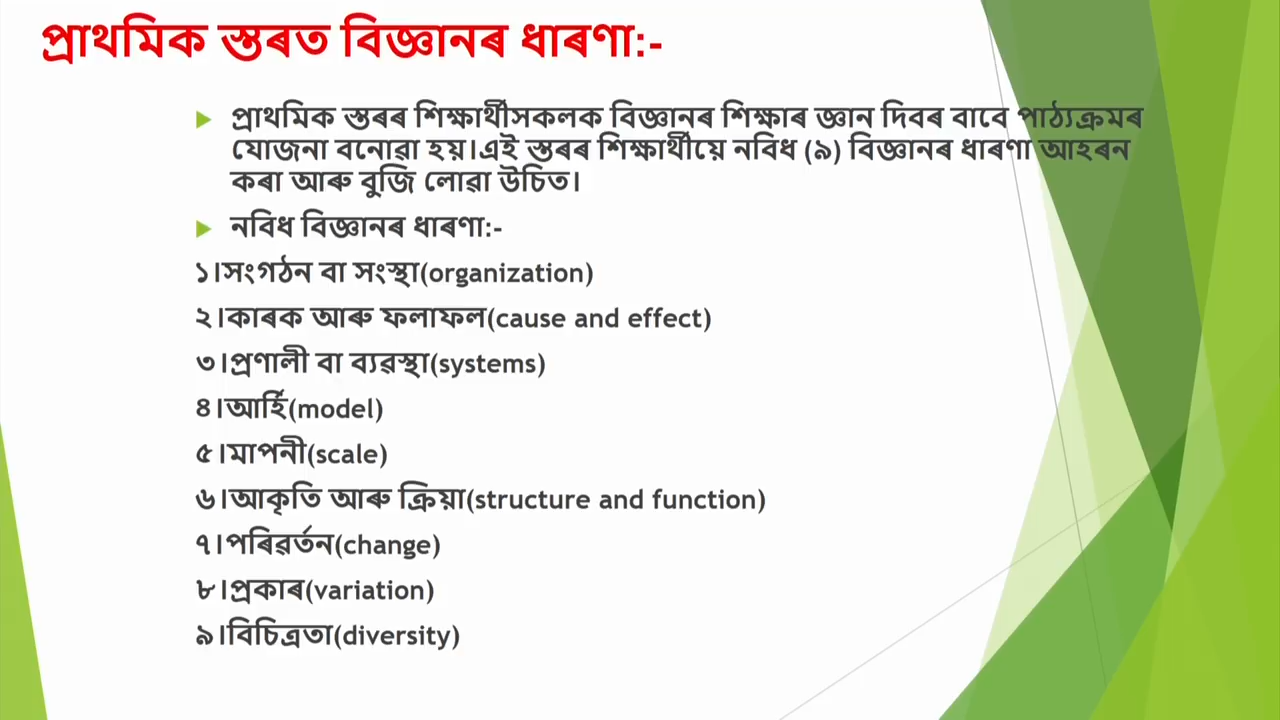 প্ৰাথমিক স্তৰত বিজ্ঞানৰ ধাৰণা:-
প্ৰাথমিক স্তৰৰ শিক্ষাৰ্থীসকলক বিজ্ঞানৰ শিক্ষাৰ জ্ঞান দিবৰ বাবে পাঠ্যক্ৰমৰ
যোজনা বনোৱা হয়।এই স্তৰৰ শিক্ষাৰ্থীয়ে নবিধ (৯) বিজ্ঞানৰ ধাৰণা আহৰন
কৰা আৰু বুজি লোৱা উচিত।
নবিধ বিজ্ঞানৰ ধাৰণা:-
১।সংগঠন বা সংস্থা(organization)
২।কাৰক আৰু ফলাফল(cause and effect)
৩।প্ৰণালী বা ব্যৱস্থা(systems)
৪।আৰ্হি(model)
৫।মাপনী(scale)
৬।আকৃতি আৰু ক্ৰিয়া(structure and function)
৭।পৰিৱৰ্তন(change)
৮।প্ৰকাৰ(variation)
৯।বিচিত্ৰতা(diversity)